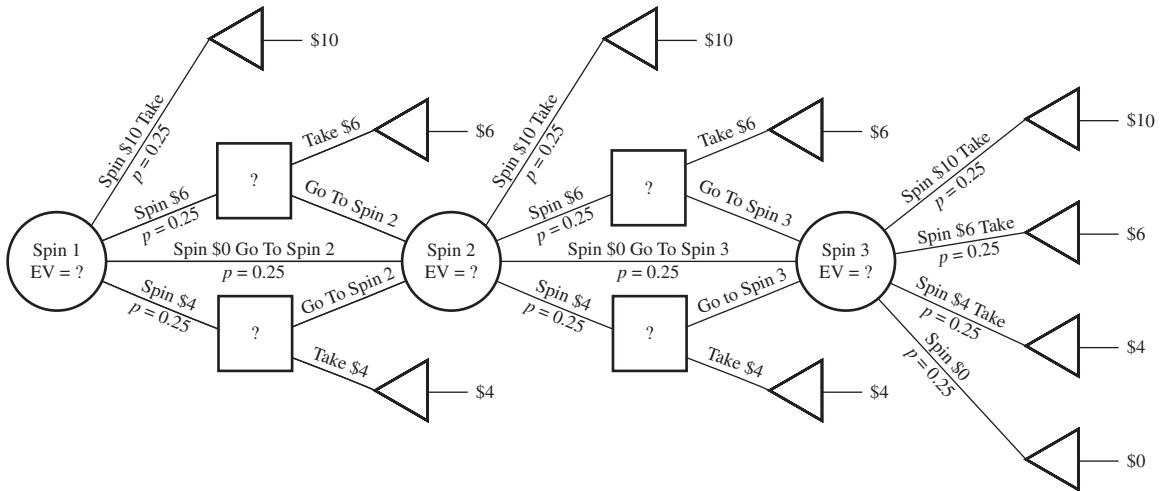 $10
Spin $10 Take
p = 0.25
Take $6
$6
?
Spin $6
p = 0.25
Go To Spin 2
Spin 1
EV = ?
Spin $0 Go To Spin 2
p = 0.25
Spin $4
p = 0.25
Go To Spin 2
?
Take $4
$4
$10
Spin $10 Take
p = 0.25
Take $6
$6
?
Spin $6
p = 0.25
Go To Spin 3
Spin 2
EV = ?
Spin $0 Go To Spin 3
p = 0.25
Spin $4
p = 0.25
Go to Spin 3
?
Take $4
$4
Spin 3
EV = ?
Spin $10 Take
p = 0.25
$10
Spin $6 Take
p = 0.25
$6
Spin $4 Take
p = 0.25
$4
Spin $0
p = 0.25
$0